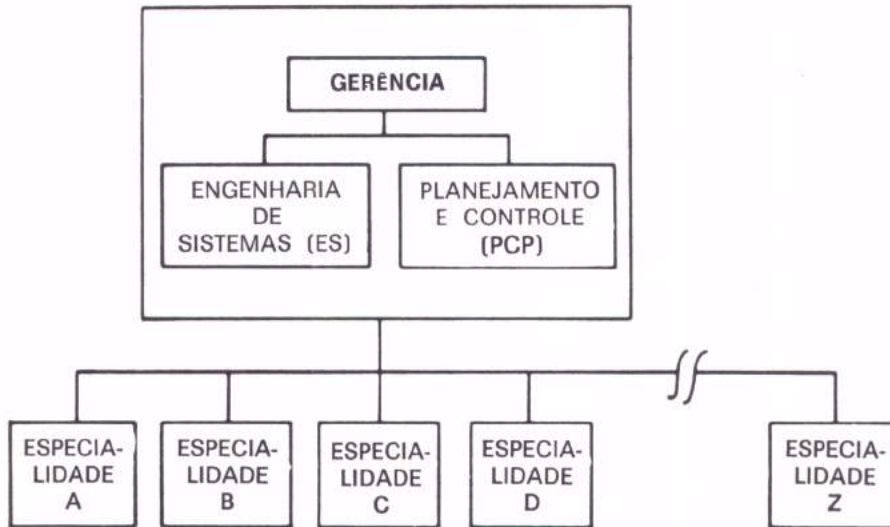 GERÊNCIA
ENGENHARIA
DE
SISTEMAS (ES)
PLANEJAMENTO
E CONTROLE
(PCP)
ESPECIA-
LIDADE
A
ESPECIA-
LIDADE
B
ESPECIA-
LIDADE
C
ESPECIA-
LIDADE
D
ESPECIA-
LIDADE
Z